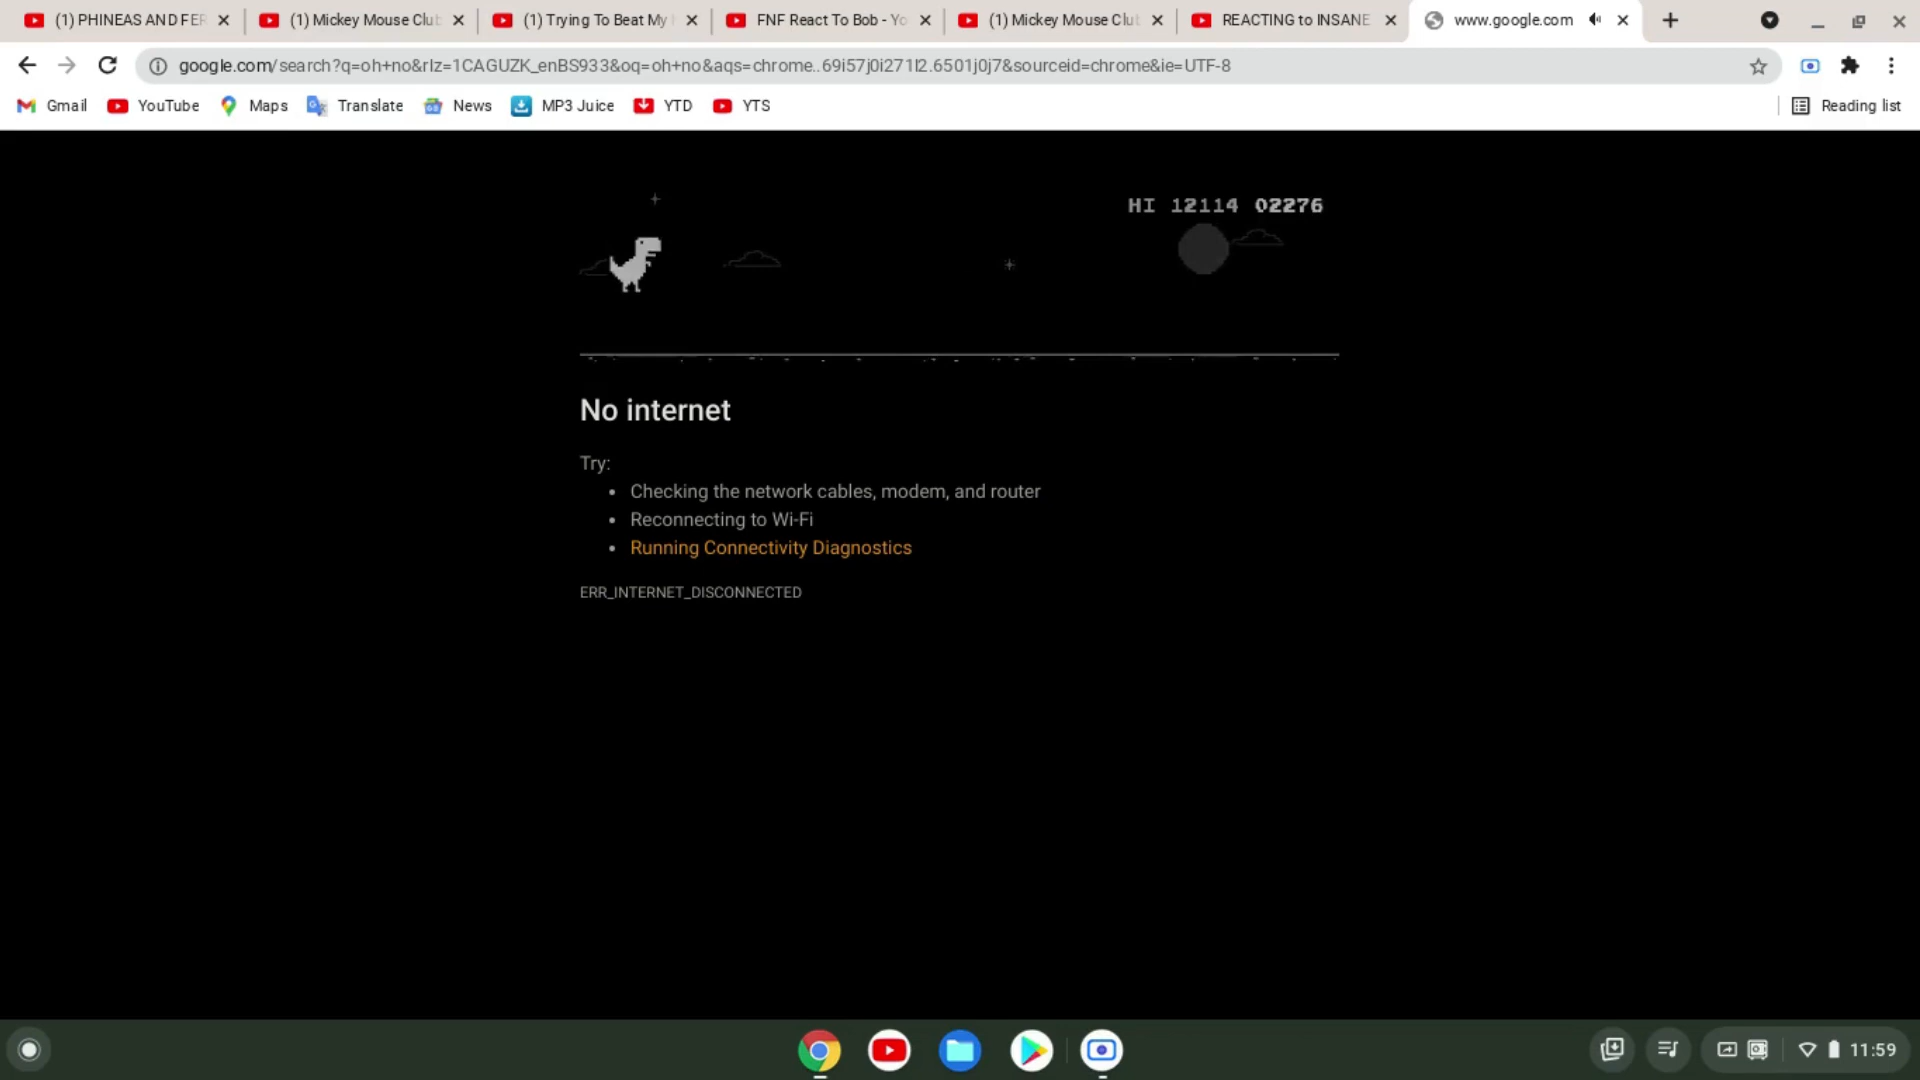 (1) PHINEAS AND FER
(1) Mickey Mouse Clu
(1) Trying To Beat My
FNF React To Bob - Yo
(1) Mickey Mouse Clu
REACTING to INSANE
www.google.com
google.com/search?q=oh+no&rlz=1CAGUZK_enBS933&oq=oh+no&aqs=chrome..69i57j0i271l2.6501j0j7&sourceid=chrome&ie=UTF-8
Gmail
YouTube
Maps
Translate
News
MP3 Juice
YTD
YTS
Reading list
HI 12114 02276
No internet
Try:
Checking the network cables, modem, and router
Reconnecting to Wi-Fi
Running Connectivity Diagnostics
ERR_INTERNET_DISCONNECTED
11:59